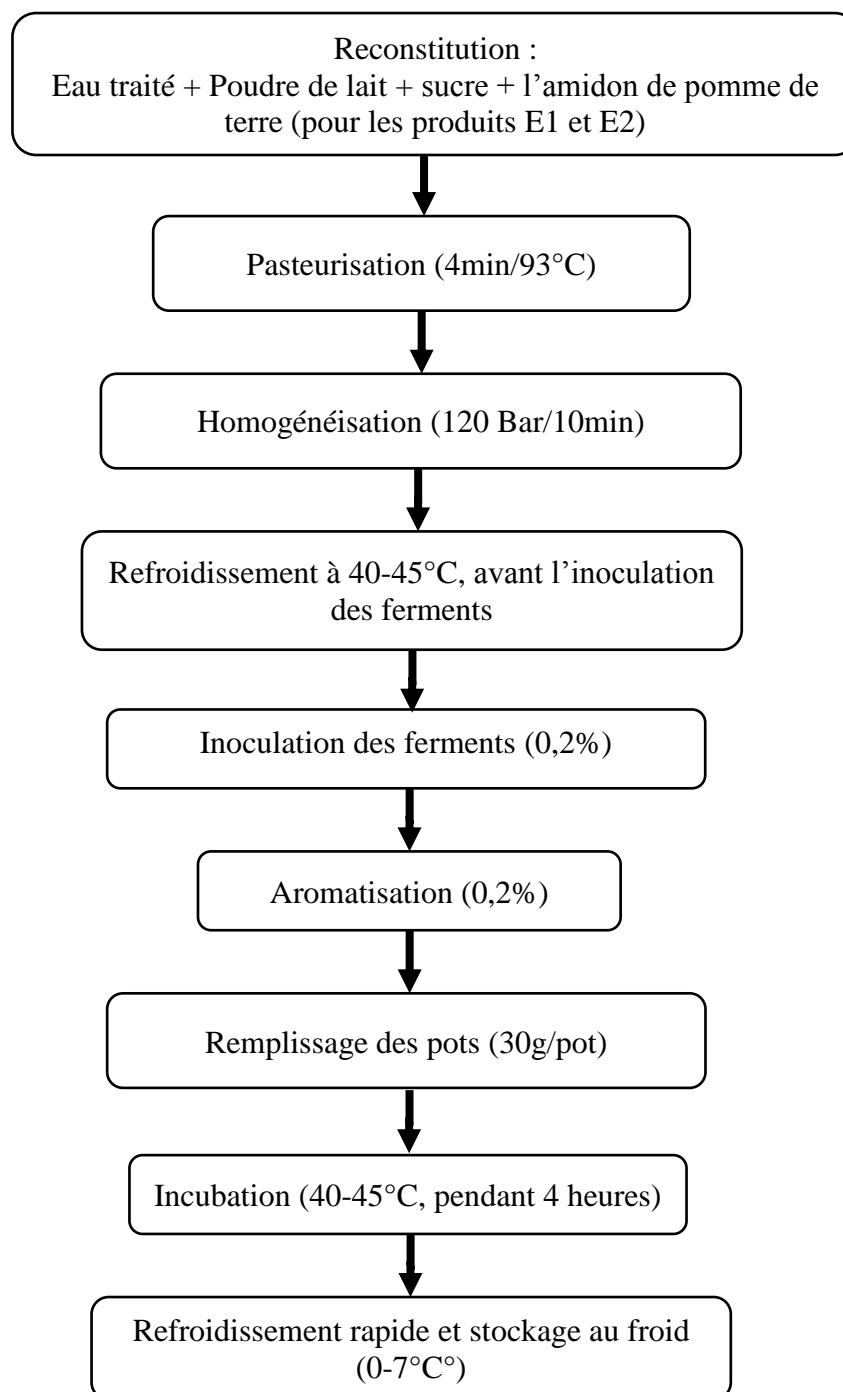 Reconstitution :
Eau traité + Poudre de lait + sucre + l’amidon de pomme de
terre (pour les produits E1 et E2)
Pasteurisation (4min/93°C)
Homogénéisation (120 Bar/10min)
Refroidissement à 40-45°C, avant l’inoculation
des ferments
Inoculation des ferments (0,2%)
Aromatisation (0,2%)
Remplissage des pots (30g/pot)
Incubation (40-45°C, pendant 4 heures)
Refroidissement rapide et stockage au froid
(0-7°C°)